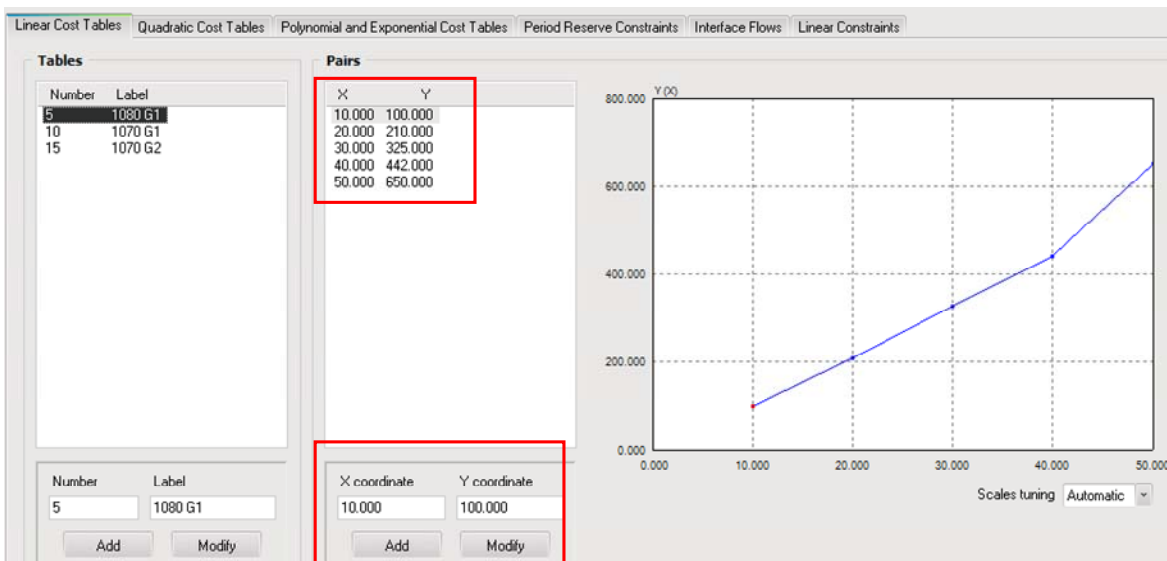 Linear Cost Tables Quadratic Cost Tables Polynomial and Exponential Cost Tables Period Reserve Constraints Interface Flows Linear Constraints
Tables
Number Label
5 1080 G1
10 1070 G1
15 1070 G2
Number Label
5 1080 G1
Add Modify
Pairs
X Y
10.000 100.000
20.000 210.000
30.000 325.000
40.000 442.000
50.000 650.000
X coordinate Y coordinate
10.000 100.000
Add Modify
Y (X)
800.000
600.000
400.000
200.000
0.000
0.000 10.000 20.000 30.000 40.000 50.000
Scales tuning Automatic